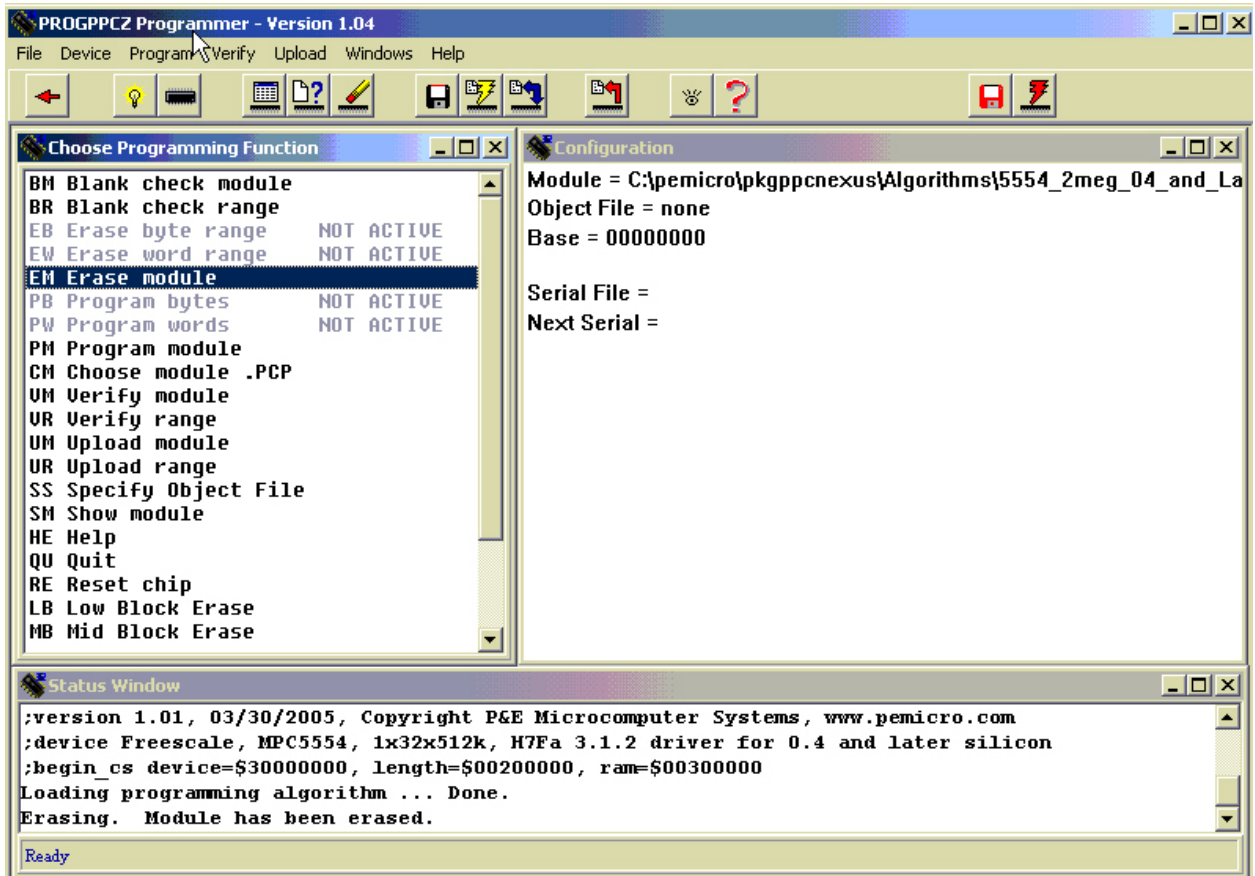 PROGPPCZ Programmer - Version 1.04
File Device Program Verify Upload Windows Help
Choose Programming Function
BM Blank check module
BR Blank check range
EB Erase byte range NOT ACTIVE
EW Erase word range NOT ACTIVE
EM Erase module
PB Program bytes NOT ACTIVE
PW Program words NOT ACTIVE
PM Program module
CM Choose module .PCP
VM Verify module
VR Verify range
UM Upload module
UR Upload range
SS Specify Object File
SM Show module
HE Help
QU Quit
RE Reset chip
LB Low Block Erase
MB Mid Block Erase
Configuration
Module = C:\pemicro\pkgppcnexus\Algorithms\5554_2meg_04_and_La
Object File = none
Base = 00000000
Serial File =
Next Serial =
Status Window
;version 1.01, 03/30/2005, Copyright P&E Microcomputer Systems, www.pemicro.com
;device Freescale, MPC5554, 1x32x512k, H7Fa 3.1.2 driver for 0.4 and later silicon
;begin_cs device=$30000000, length=$00200000, ram=$00300000
Loading programming algorithm ... Done.
Erasing. Module has been erased.
Ready